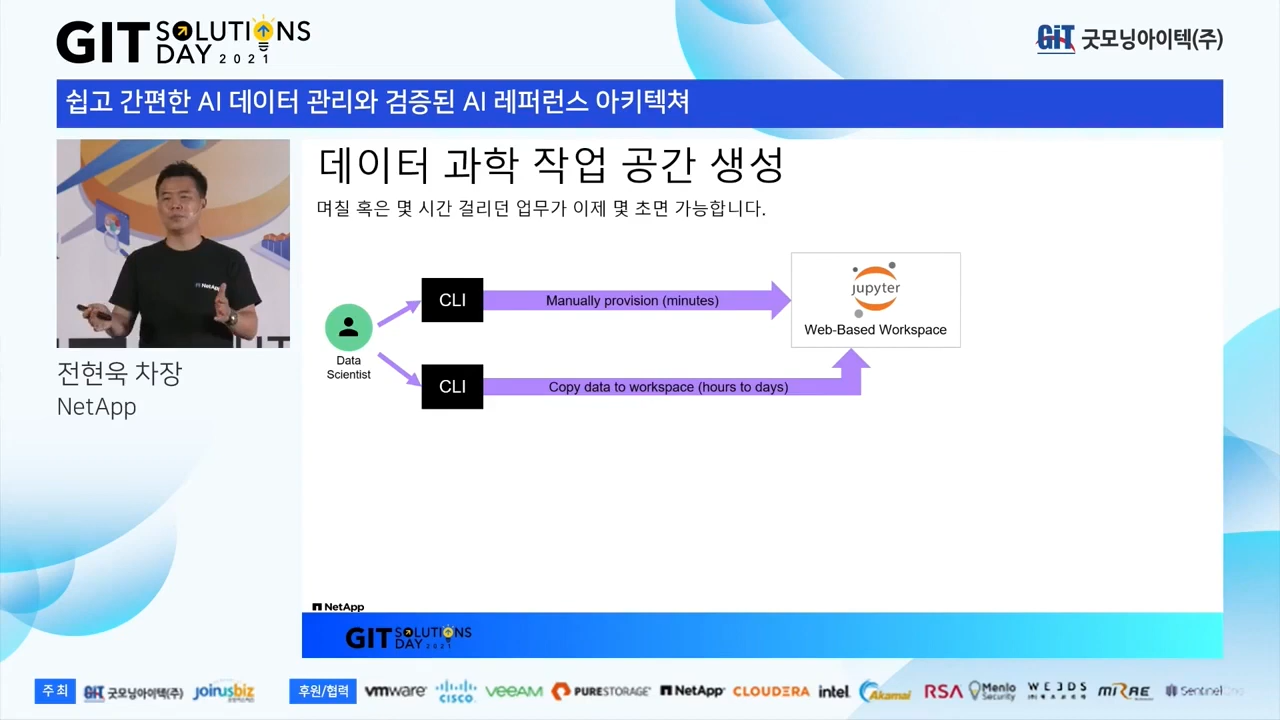 GIT SOLUTIONS DAY 2021
GIT 굿모닝아이텍(주)
쉽고 간편한 AI 데이터 관리와 검증된 AI 레퍼런스 아키텍쳐
데이터 과학 작업 공간 생성
며칠 혹은 몇 시간 걸리던 업무가 이제 몇 초면 가능합니다.
CLI
Manually provision (minutes)
jupyter
Web-Based Workspace
Data
Scientist
CLI
Copy data to workspace (hours to days)
NetApp
전현욱 차장
NetApp
NetApp
GIT SOLUTIONS DAY 2021
주최
GIT 굿모닝아이텍(주)
joinusbiz
후원/협력
vmware
CISCO
VEEAM
PURESTORAGE
NetApp
CLOUDERA
intel
Akamai
RSA
Menlo Security
WEDS
MIRAE